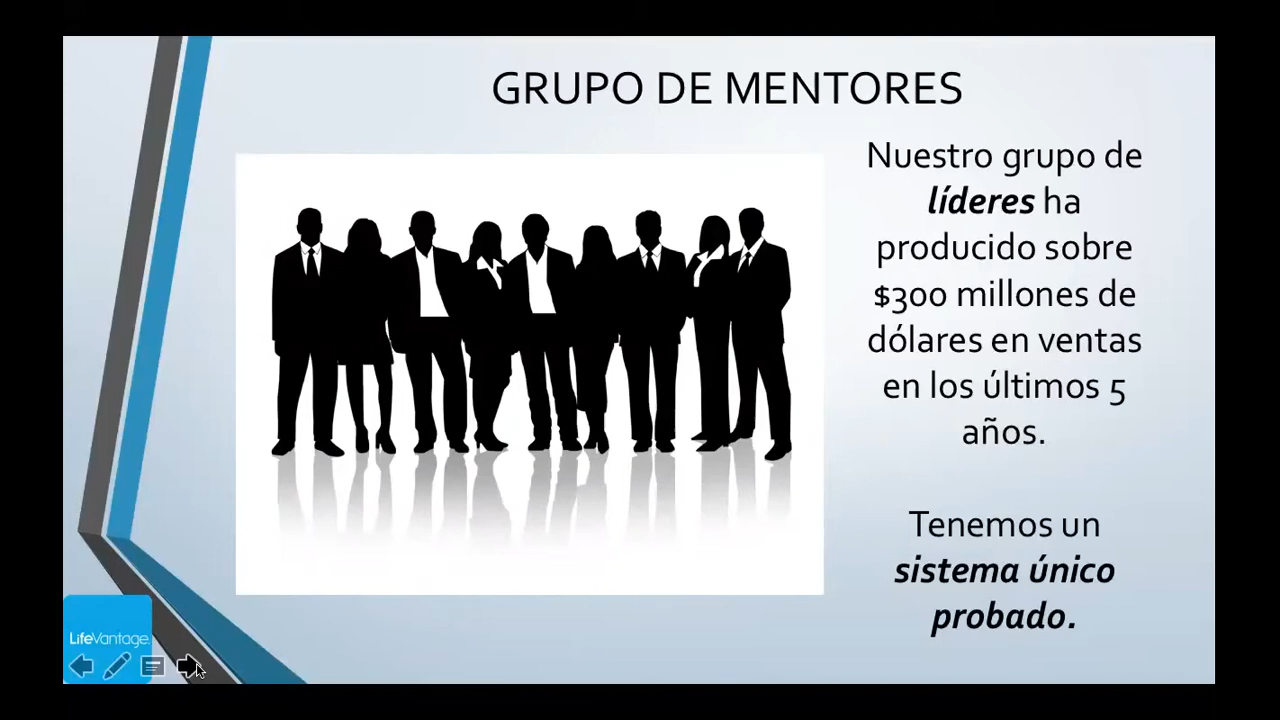 GRUPO DE MENTORES
Nuestro grupo de
líderes ha
producido sobre
$300 millones de
dólares en ventas
en los últimos 5
años.
Tenemos un
sistema único
probado.
LifeVantage.